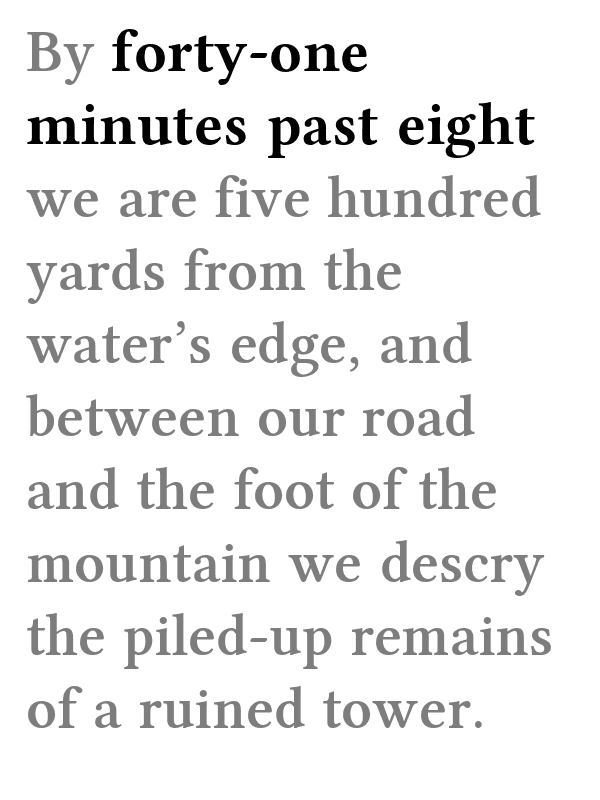 By forty-one
minutes past eight
we are five hundred
yards from the
water’s edge, and
between our road
and the foot of the
mountain we descry
the piled-up remains
of a ruined tower.